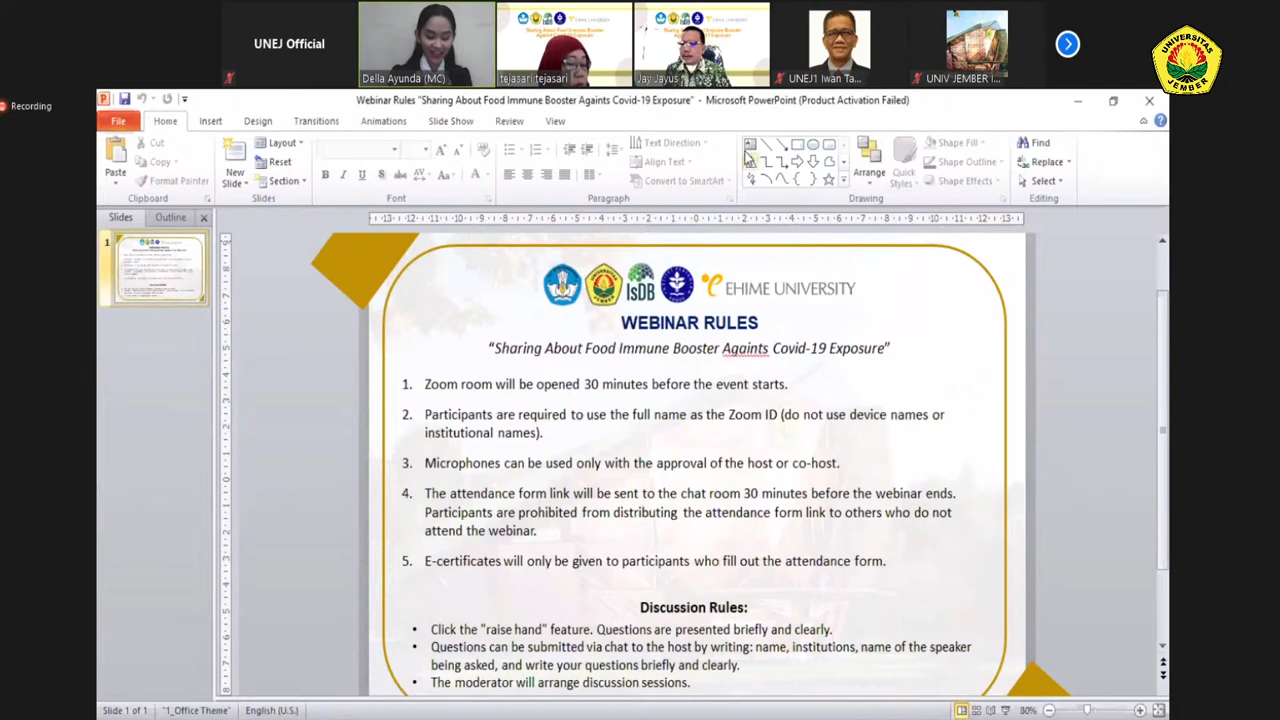 UNEJ Official
Della Ayunda (MC)
tejasari tejasari
Jay Jayus
UNEJ1 Iwan Ta...
UNIV JEMBER I...
UNIVERSITAS
JEMBER
Recording
Webinar Rules "Sharing About Food Immune Booster Againts Covid-19 Exposure" - Microsoft PowerPoint (Product Activation Failed)
File Home Insert Design Transitions Animations Slide Show Review View
Paste
Cut
Copy
Format Painter
Clipboard
New
Slide
Layout
Reset
Section
Slides
Font
Text Direction
Align Text
Convert to SmartArt
Paragraph
Arrange
Quick
Styles
Shape Fill
Shape Outline
Shape Effects
Drawing
Find
Replace
Select
Editing
Slides Outline
1
IsDB
EHIME UNIVERSITY
WEBINAR RULES
“Sharing About Food Immune Booster Againts Covid-19 Exposure”
1. Zoom room will be opened 30 minutes before the event starts.
2. Participants are required to use the full name as the Zoom ID (do not use device names or
institutional names).
3. Microphones can be used only with the approval of the host or co-host.
4. The attendance form link will be sent to the chat room 30 minutes before the webinar ends.
Participants are prohibited from distributing the attendance form link to others who do not
attend the webinar.
5. E-certificates will only be given to participants who fill out the attendance form.
Discussion Rules:
• Click the "raise hand" feature. Questions are presented briefly and clearly.
• Questions can be submitted via chat to the host by writing: name, institutions, name of the speaker
being asked, and write your questions briefly and clearly.
• The moderator will arrange discussion sessions.
Slide 1 of 1
"1_Office Theme"
English (U.S.)
80%